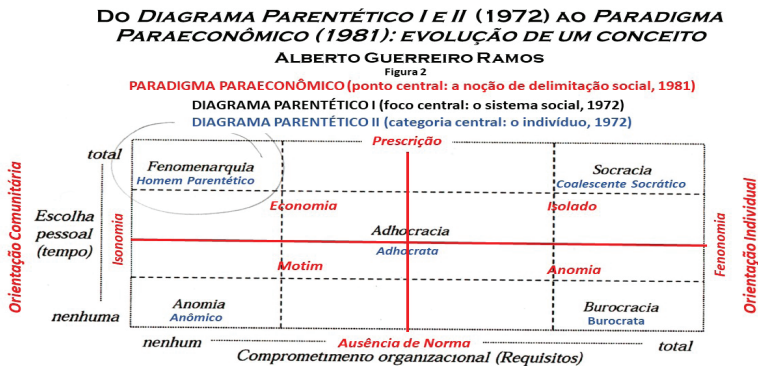 DO DIAGRAMA PARENTÉTICO I E II (1972) AO PARADIGMA
PARAECONÔMICO (1981): EVOLUÇÃO DE UM CONCEITO
ALBERTO GUERREIRO RAMOS
Figura 2
PARADIGMA PARAECONÔMICO (ponto central: a noção de delimitação social, 1981)
DIAGRAMA PARENTÉTICO I (foco central: o sistema social, 1972)
DIAGRAMA PARENTÉTICO II (categoria central: o indivíduo, 1972)
Prescrição
total
Fenomenarquia
Homem Parentético
Socracia
Coalescente Socrático
Economia
Isolado
Orientação Comunitária
Escolha
pessoal
(tempo)
Isonomia
Adhocracia
Adhocrata
Fenonomia
Orientação Individual
Motim
Anomia
Anomia
Anômico
Burocracia
Burocrata
nenhuma
nenhum
Ausência de Norma
total
Comprometimento organizacional (Requisitos)